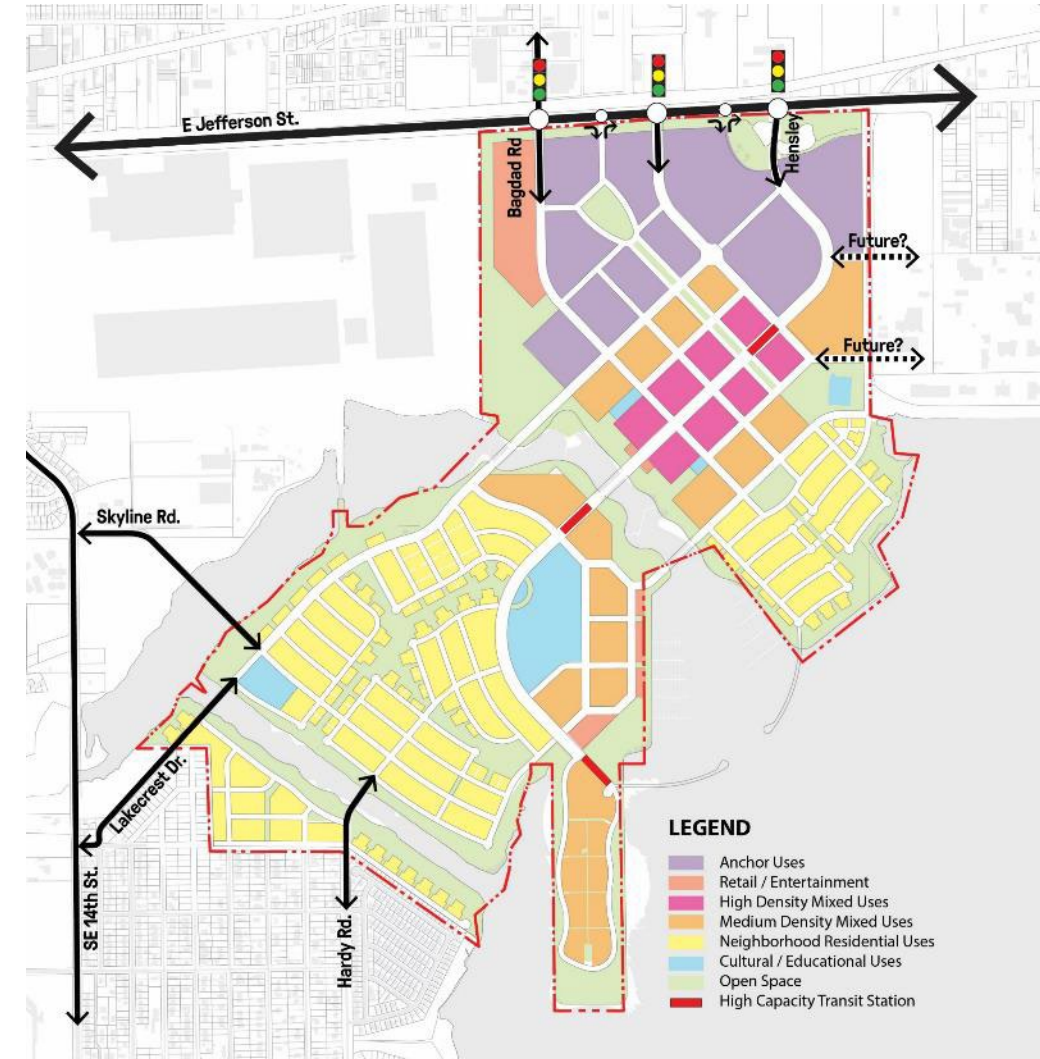 E Jefferson St.
Bagdad Rd
Hensley
Future?
Future?
Skyline Rd.
Lakecrest Dr.
SE 14th St.
Hardy Rd.
LEGEND
Anchor Uses
Retail / Entertainment
High Density Mixed Uses
Medium Density Mixed Uses
Neighborhood Residential Uses
Cultural / Educational Uses
Open Space
High Capacity Transit Station